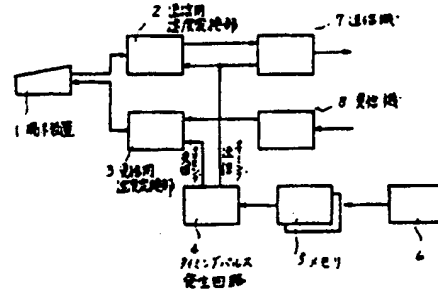 2 送信用
速度変換部
7 送信機
1 端末装置
8 受信機
3 受信用
速度変換部
4
タイミングパルス
発生回路
5 メモリ
6